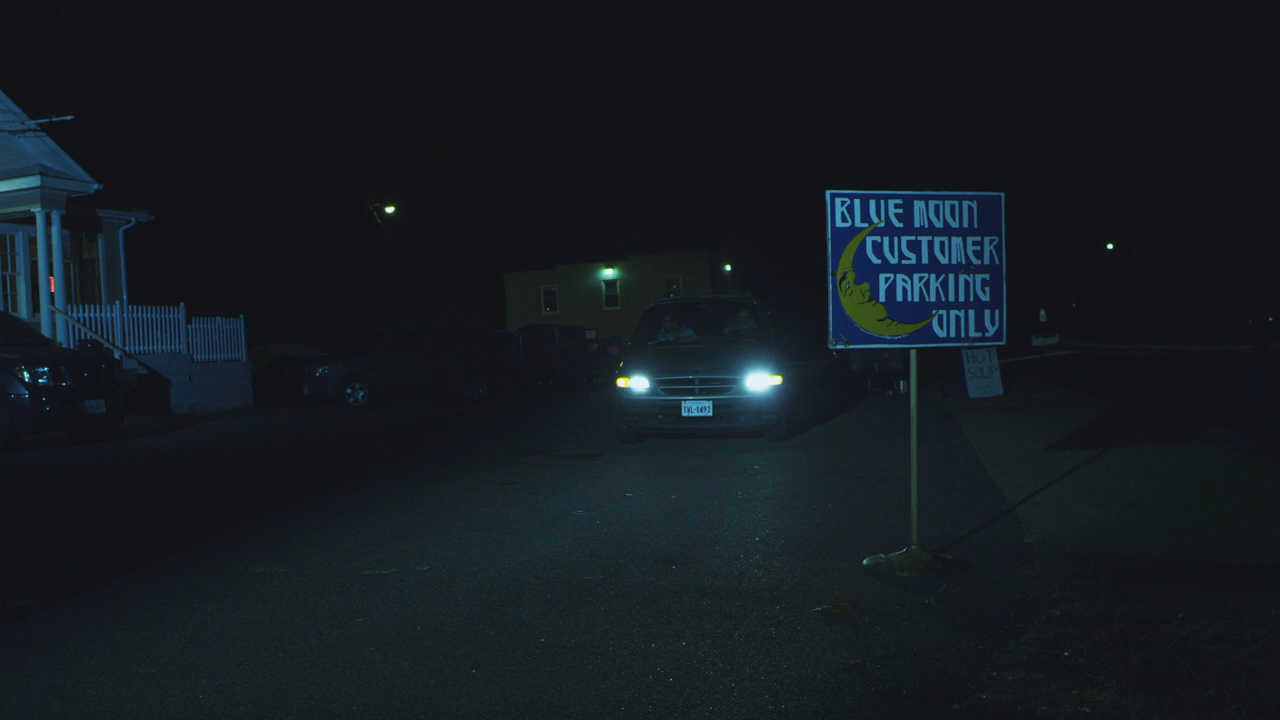 BLUE MOON
CUSTOMER
PARKING
ONLY
HOT
SOUP